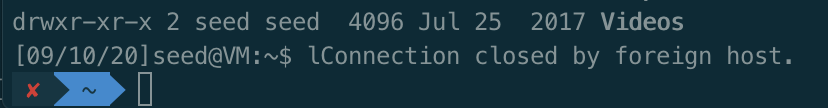 drwxr-xr-x 2 seed seed  4096 Jul 25  2017 Videos
[09/10/20]seed@VM:~$ lConnection closed by foreign host.
✘ ~